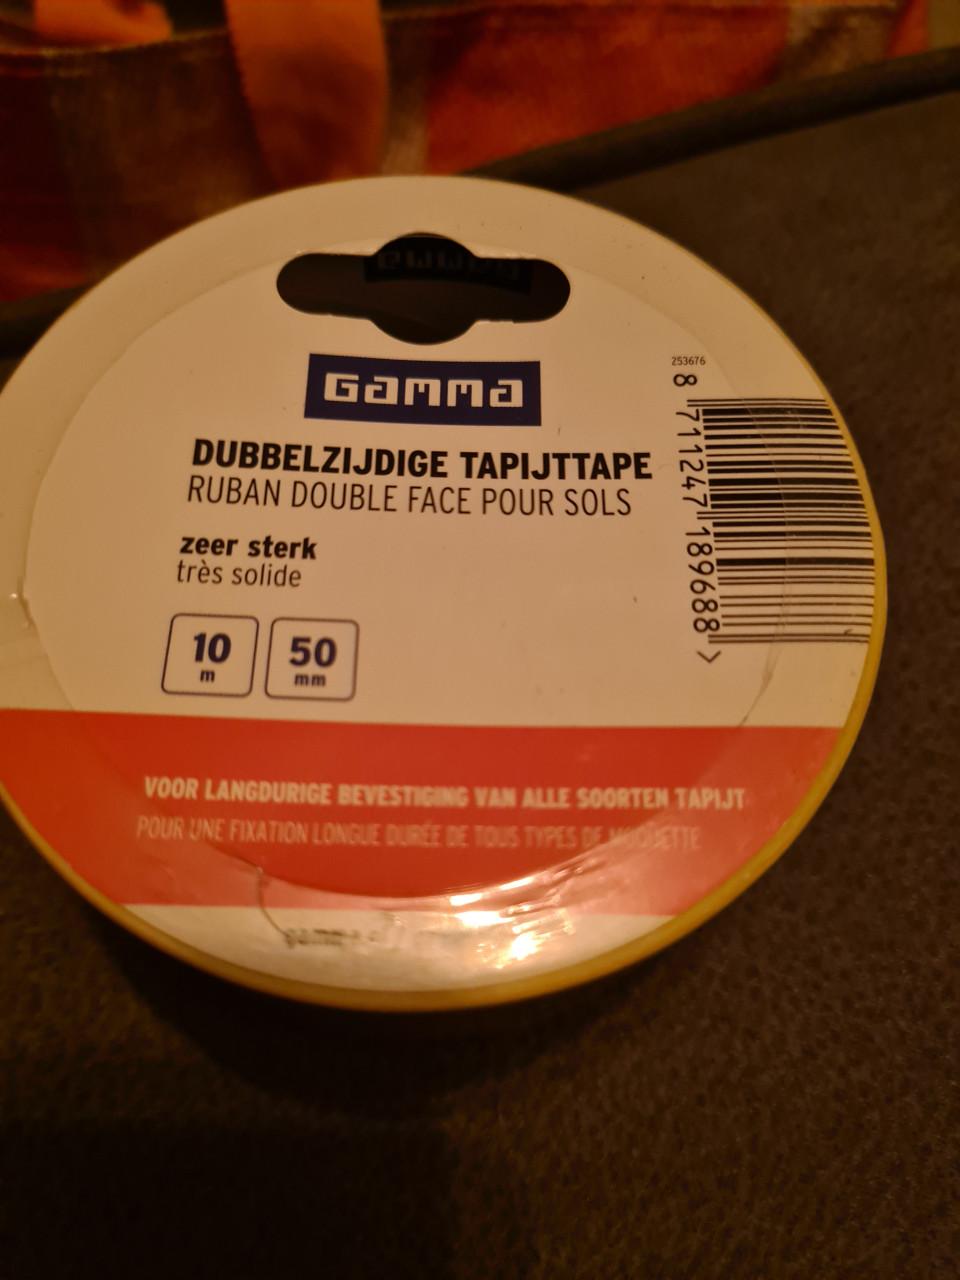 GAMMA
DUBBELZIJDIGE TAPIJTTAPE
RUBAN DOUBLE FACE POUR SOLS
zeer sterk
très solide
10
m
50
mm
253676
8 711247 189688 >
VOOR LANGDURIGE BEVESTIGING VAN ALLE SOORTEN TAPIJT
POUR UNE FIXATION LONGUE DURÉE DE TOUS TYPES DE MOQUETTE